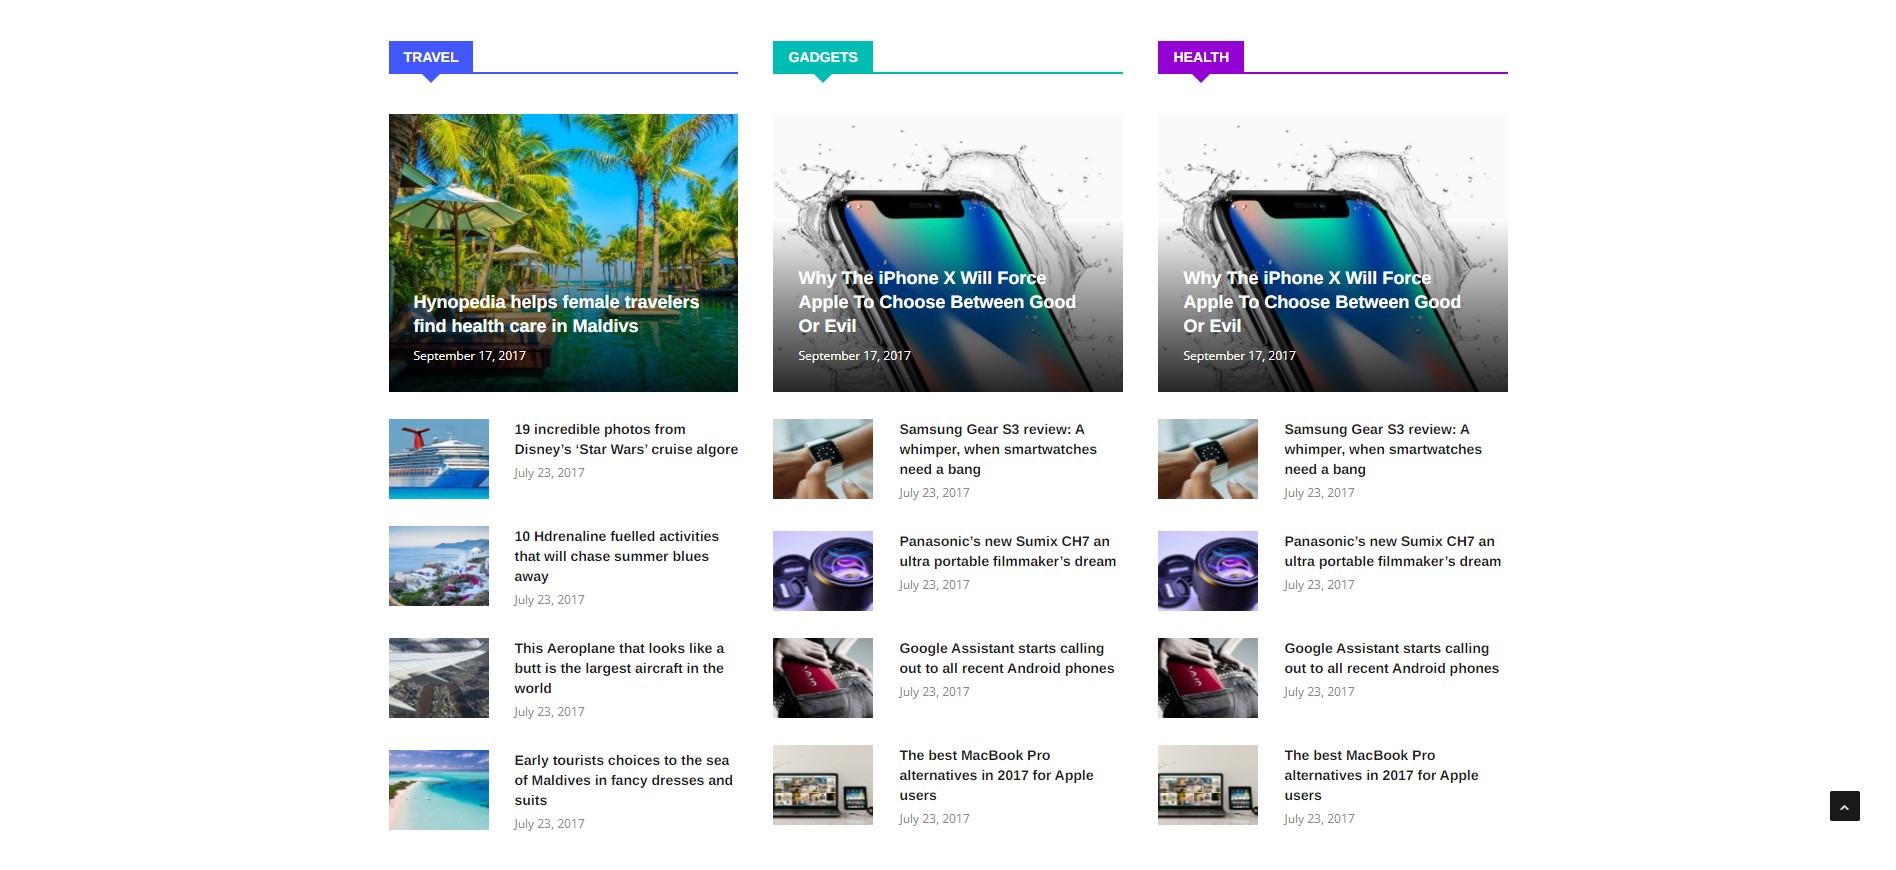 TRAVEL
Hynopedia helps female travelers
find health care in Maldivs
September 17, 2017
19 incredible photos from
Disney’s ‘Star Wars’ cruise algore
July 23, 2017
10 Hdrenaline fuelled activities
that will chase summer blues
away
July 23, 2017
This Aeroplane that looks like a
butt is the largest aircraft in the
world
July 23, 2017
Early tourists choices to the sea
of Maldives in fancy dresses and
suits
July 23, 2017
GADGETS
Why The iPhone X Will Force
Apple To Choose Between Good
Or Evil
September 17, 2017
Samsung Gear S3 review: A
whimper, when smartwatches
need a bang
July 23, 2017
Panasonic’s new Sumix CH7 an
ultra portable filmmaker’s dream
July 23, 2017
Google Assistant starts calling
out to all recent Android phones
July 23, 2017
The best MacBook Pro
alternatives in 2017 for Apple
users
July 23, 2017
HEALTH
Why The iPhone X Will Force
Apple To Choose Between Good
Or Evil
September 17, 2017
Samsung Gear S3 review: A
whimper, when smartwatches
need a bang
July 23, 2017
Panasonic’s new Sumix CH7 an
ultra portable filmmaker’s dream
July 23, 2017
Google Assistant starts calling
out to all recent Android phones
July 23, 2017
The best MacBook Pro
alternatives in 2017 for Apple
users
July 23, 2017